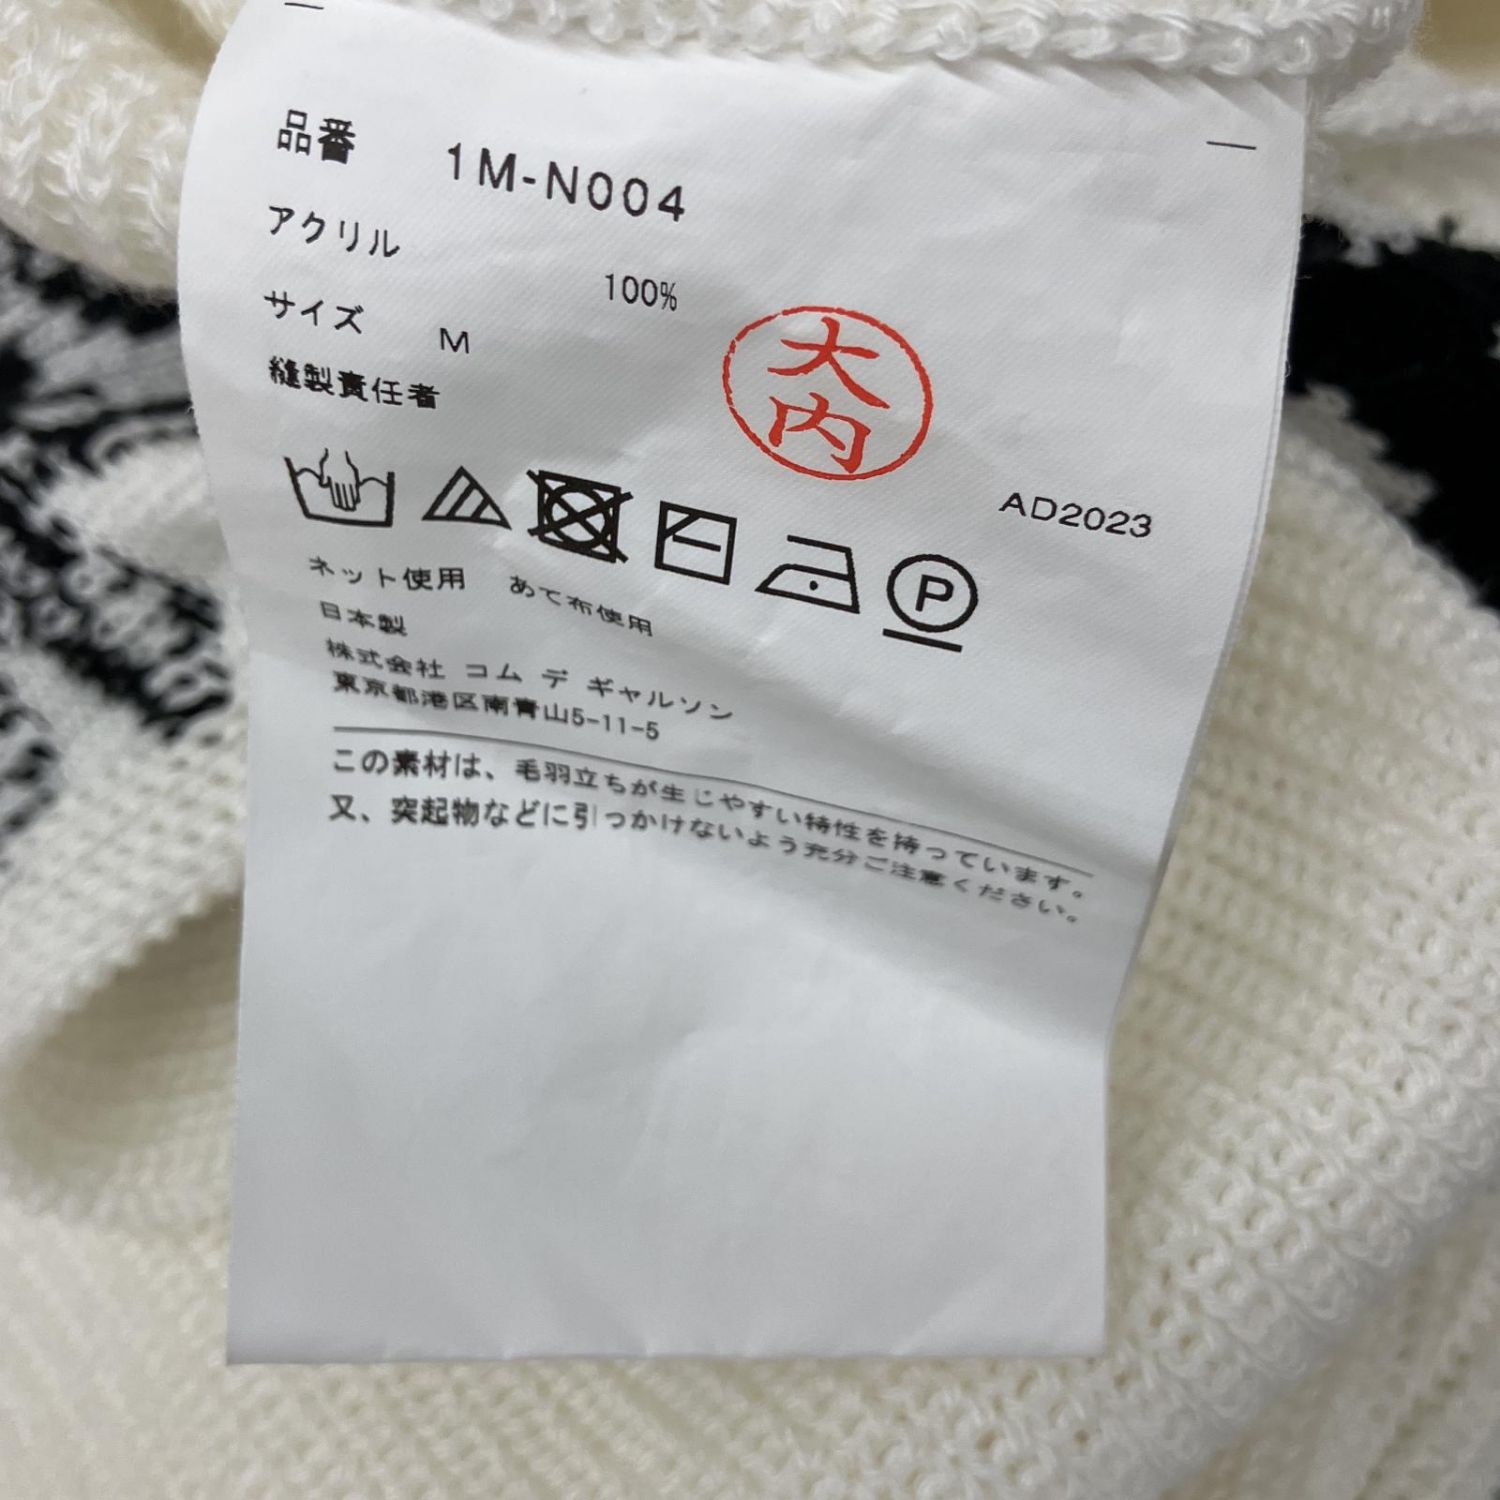 品番 1M-N004
アクリル 100%
サイズ M
縫製責任者 大内
AD2023
P
ネット使用 あて布使用
日本製
株式会社 コム デ ギャルソン
東京都港区南青山5-11-5
この素材は、毛羽立ちが生じやすい特性を持っています。
又、突起物などに引っかけないよう充分ご注意ください。